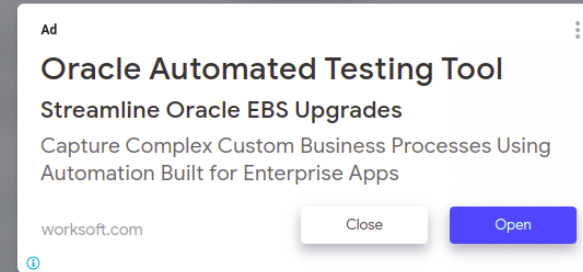 Ad
Oracle Automated Testing Tool
Streamline Oracle EBS Upgrades
Capture Complex Custom Business Processes Using
Automation Built for Enterprise Apps
worksoft.com
Close
Open